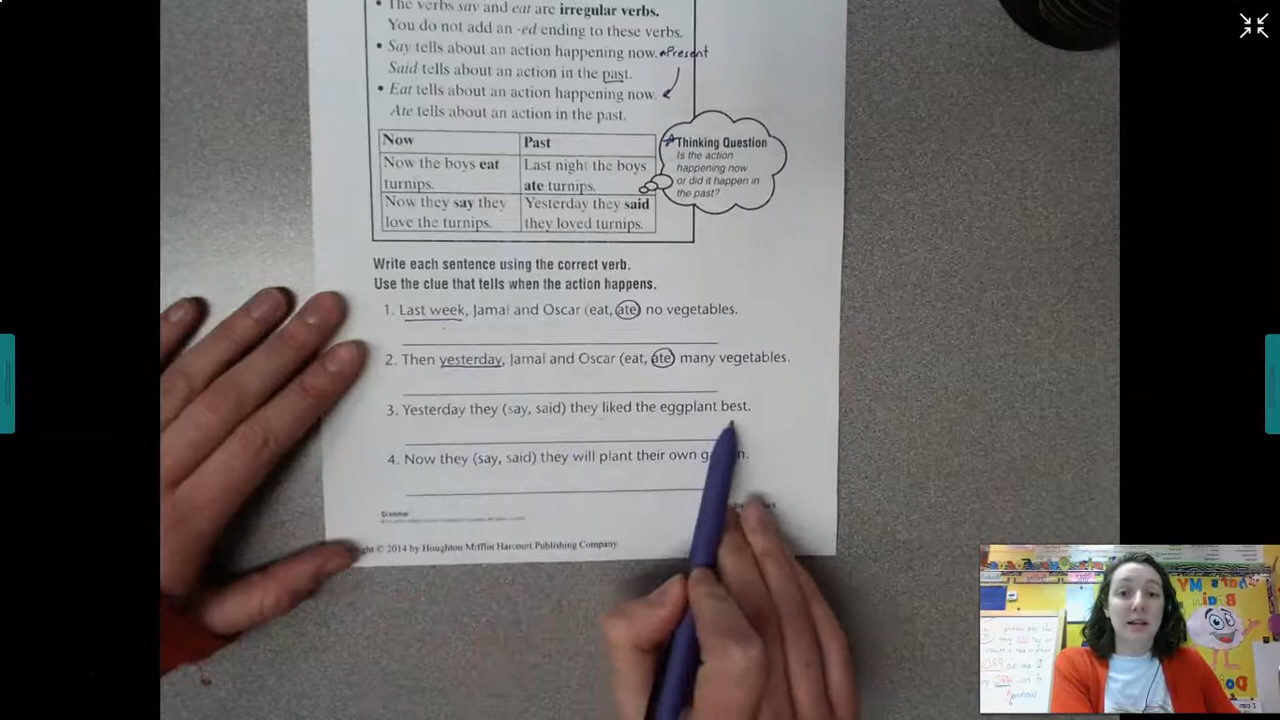 • The verbs say and eat are irregular verbs.
You do not add an -ed ending to these verbs.
• Say tells about an action happening now. Present
Said tells about an action in the past.
• Eat tells about an action happening now.
Ate tells about an action in the past.
Now Past
Now the boys eat turnips.
Last night the boys ate turnips.
Now they say they love the turnips.
Yesterday they said they loved turnips.
Thinking Question
Is the action
happening now
or did it happen in
the past?
Write each sentence using the correct verb.
Use the clue that tells when the action happens.
1. Last week, Jamal and Oscar (eat, ate) no vegetables.
2. Then yesterday, Jamal and Oscar (eat, ate) many vegetables.
3. Yesterday they (say, said) they liked the eggplant best.
4. Now they (say, said) they will plant their own
Grammar
© 2014 by Houghton Mifflin Harcourt Publishing Company